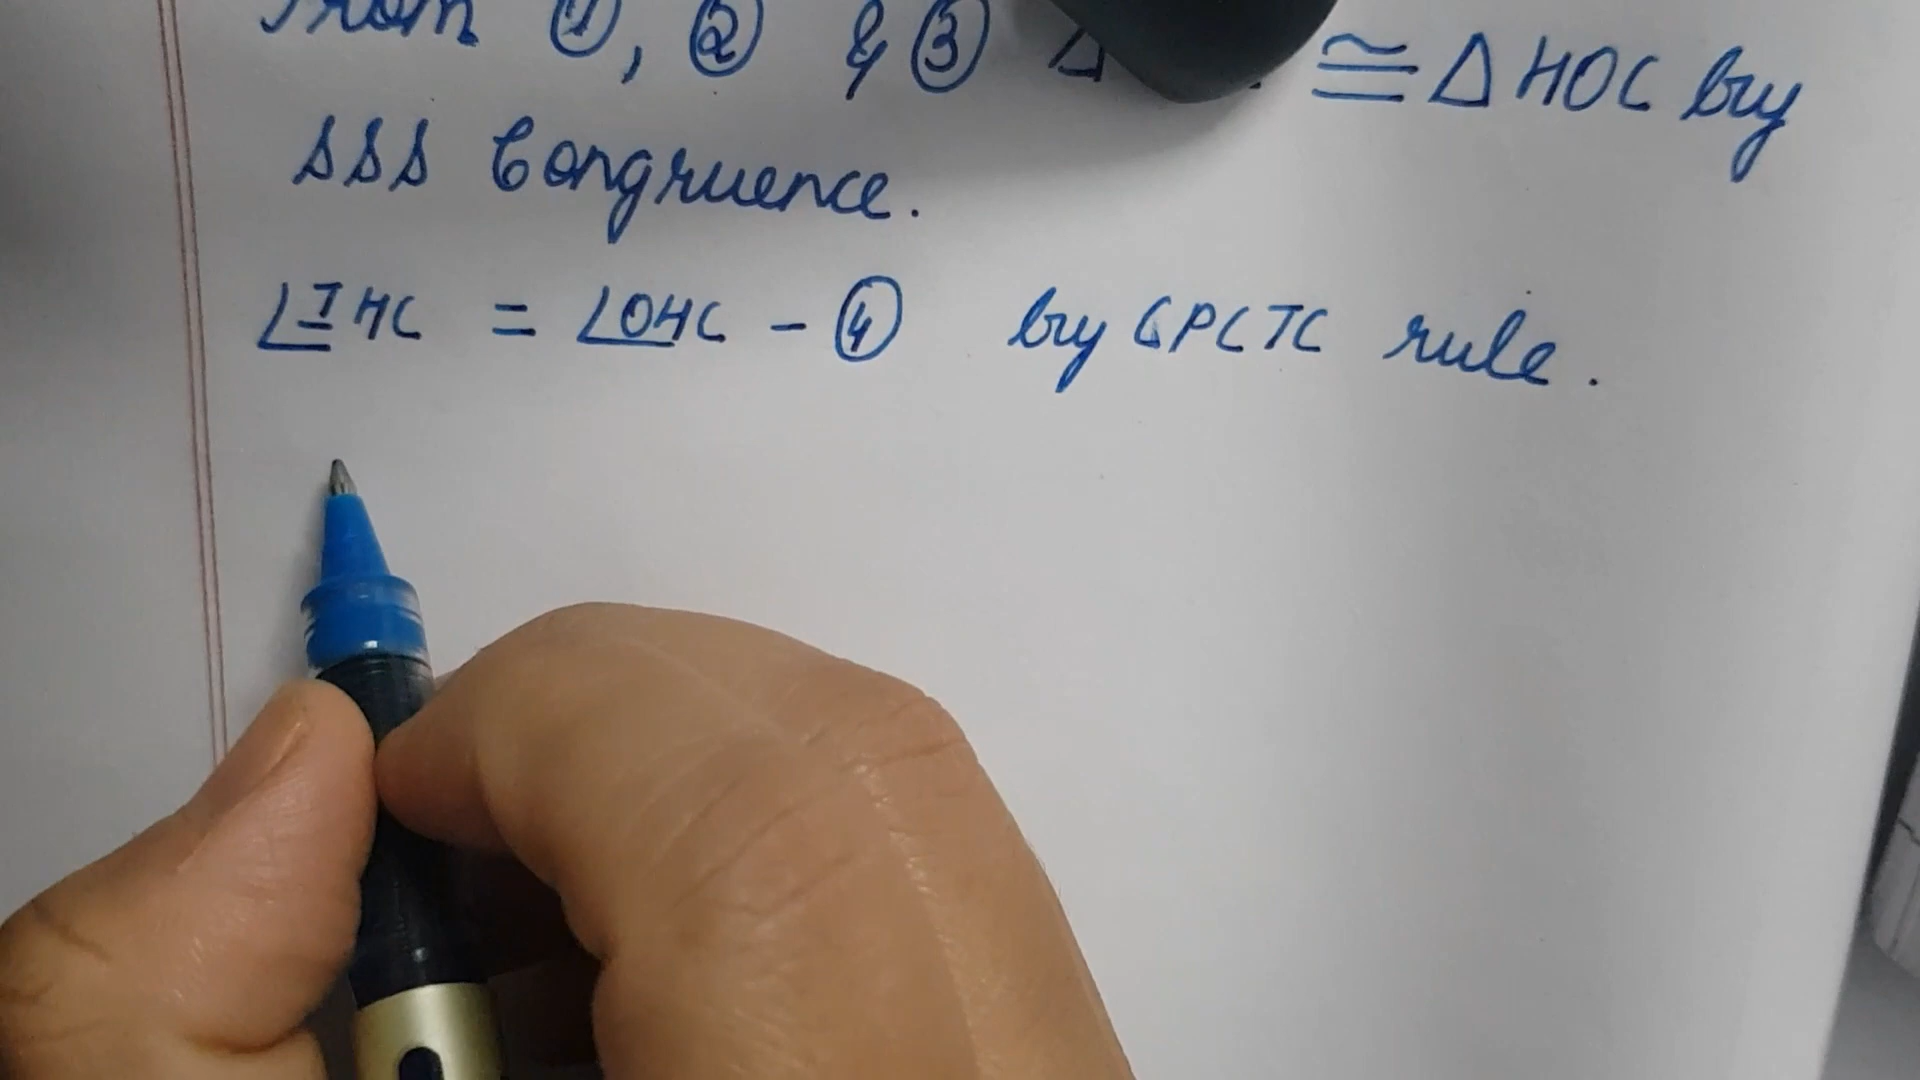 From ①, ② & ③ Δ ≅ Δ HOC by
SSS Congruence.
∠IHC = ∠OHC - ④ by CPCTC rule.